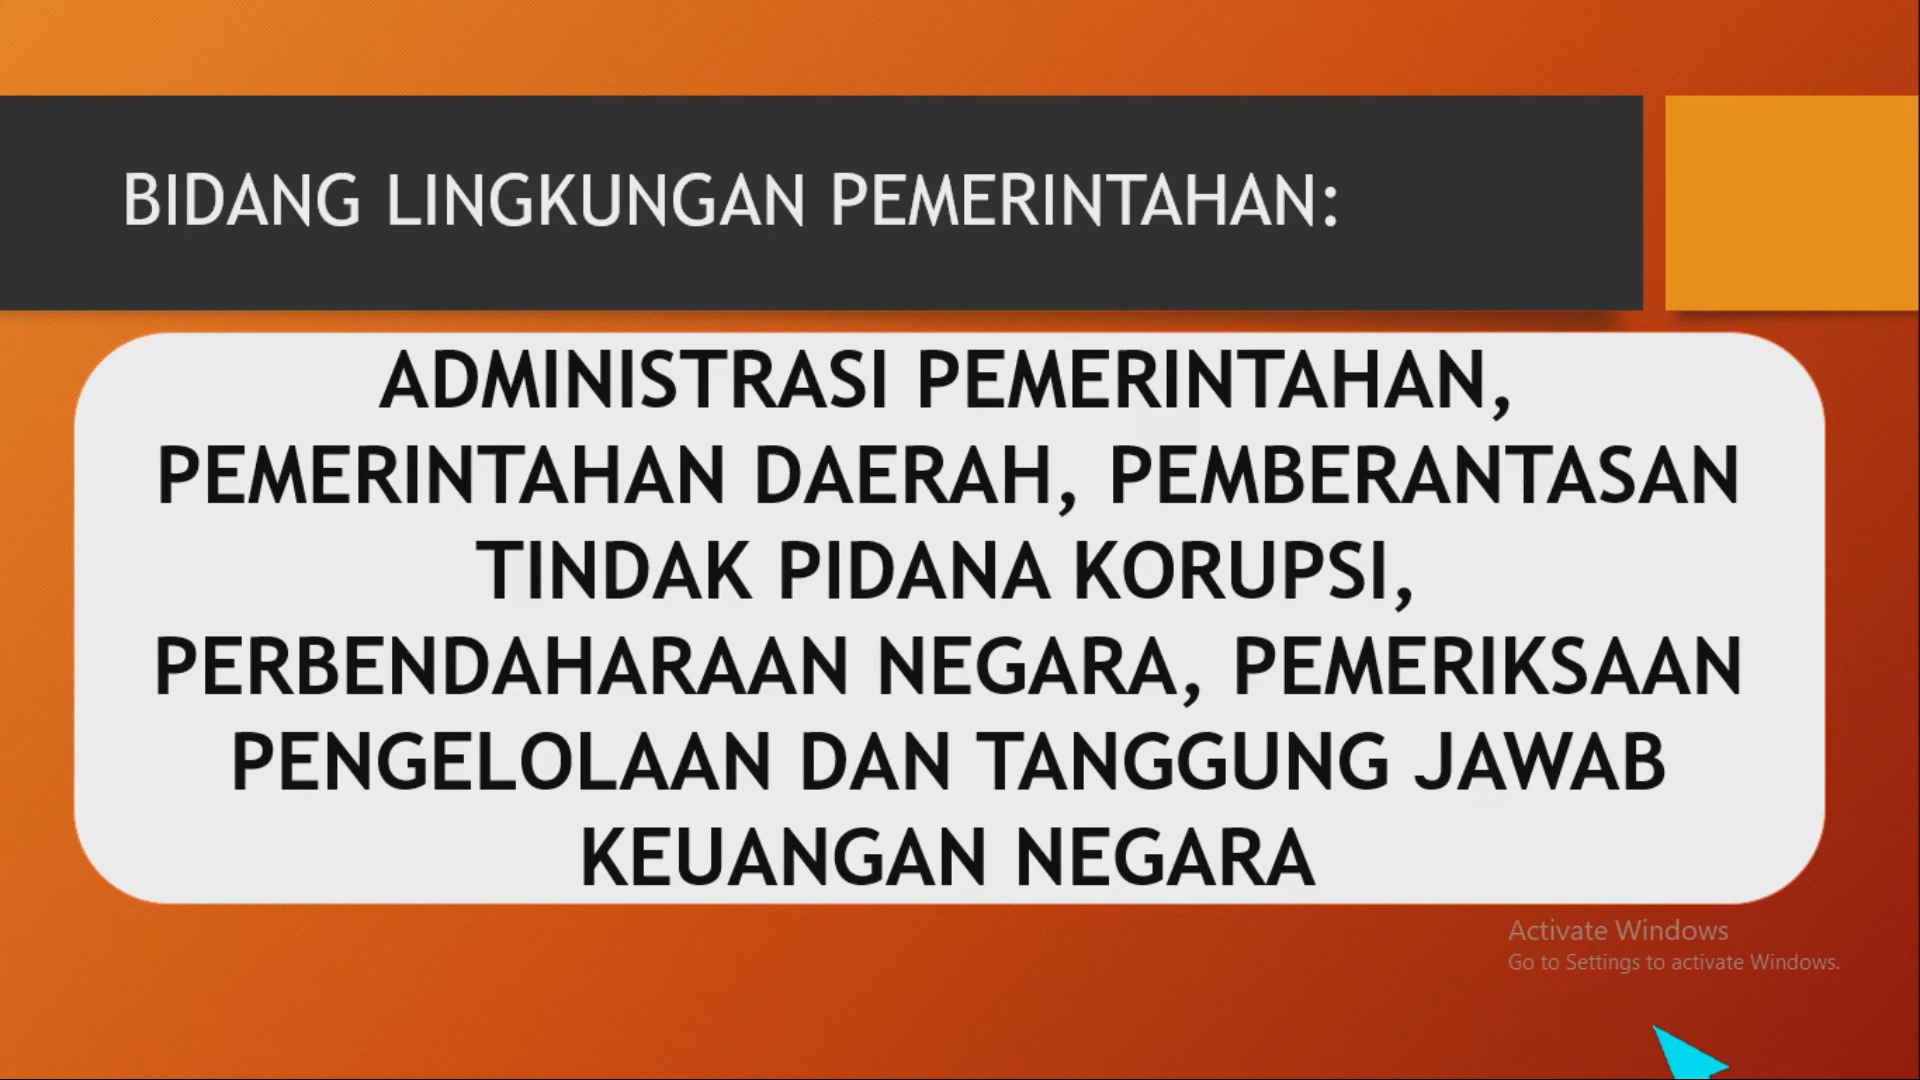 BIDANG LINGKUNGAN PEMERINTAHAN:
ADMINISTRASI PEMERINTAHAN,
PEMERINTAHAN DAERAH, PEMBERANTASAN
TINDAK PIDANA KORUPSI,
PERBENDAHARAAN NEGARA, PEMERIKSAAN
PENGELOLAAN DAN TANGGUNG JAWAB
KEUANGAN NEGARA
Activate Windows
Go to Settings to activate Windows.